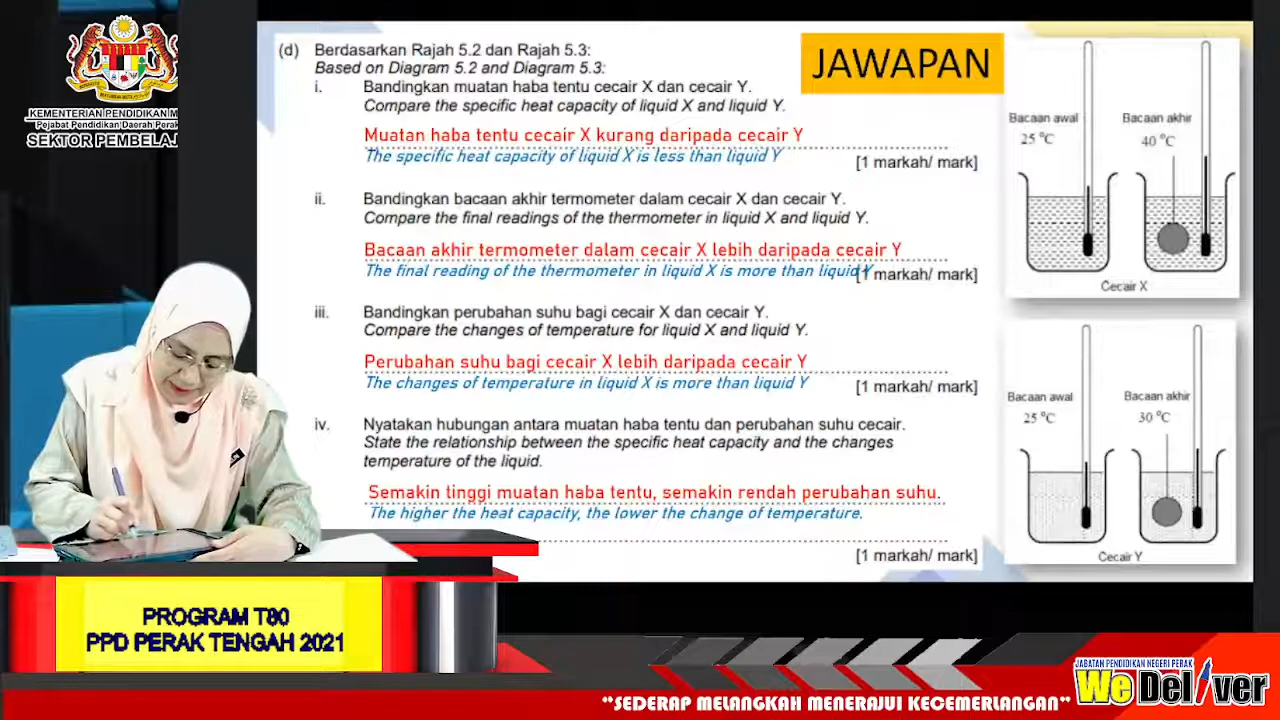 KEMENTERIAN PENDIDIKAN M
Pejabat Pendidikan Daerah Perak
SEKTOR PEMBELAJ
JAWAPAN
(d) Berdasarkan Rajah 5.2 dan Rajah 5.3:
Based on Diagram 5.2 and Diagram 5.3:
i. Bandingkan muatan haba tentu cecair X dan cecair Y.
Compare the specific heat capacity of liquid X and liquid Y.
Muatan haba tentu cecair X kurang daripada cecair Y
The specific heat capacity of liquid X is less than liquid Y
[1 markah/ mark]
ii. Bandingkan bacaan akhir termometer dalam cecair X dan cecair Y.
Compare the final readings of the thermometer in liquid X and liquid Y.
Bacaan akhir termometer dalam cecair X lebih daripada cecair Y
The final reading of the thermometer in liquid X is more than liquid Y
[1 markah/ mark]
iii. Bandingkan perubahan suhu bagi cecair X dan cecair Y.
Compare the changes of temperature for liquid X and liquid Y.
Perubahan suhu bagi cecair X lebih daripada cecair Y
The changes of temperature in liquid X is more than liquid Y
[1 markah/ mark]
iv. Nyatakan hubungan antara muatan haba tentu dan perubahan suhu cecair.
State the relationship between the specific heat capacity and the changes
temperature of the liquid.
Semakin tinggi muatan haba tentu, semakin rendah perubahan suhu.
The higher the heat capacity, the lower the change of temperature.
[1 markah/ mark]
Bacaan awal Bacaan akhir
25 °C 40 °C
Cecair X
Bacaan awal Bacaan akhir
25 °C 30 °C
Cecair Y
PROGRAM T80
PPD PERAK TENGAH 2021
JABATAN PENDIDIKAN NEGERI PERAK
We Deliver
"SEDERAP MELANGKAH MENERAJUI KECEMERLANGAN"